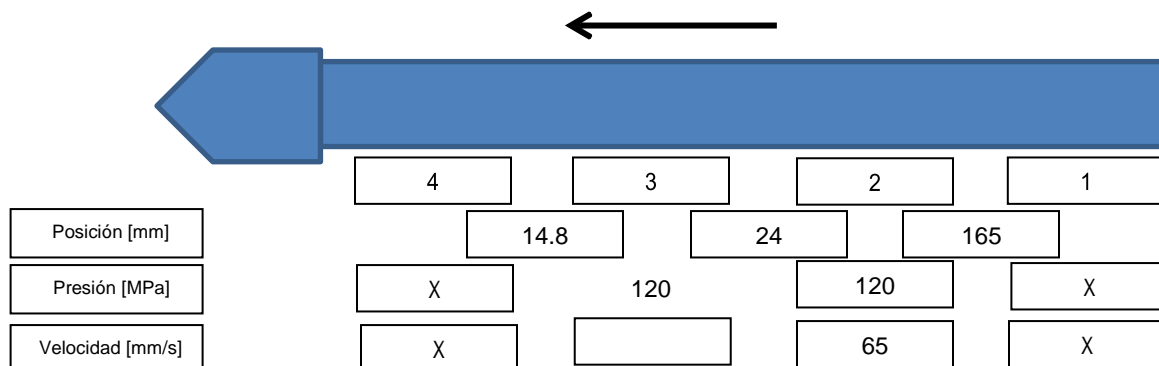 4 3 2 1
Posición [mm] 14.8 24 165
Presión [MPa] X 120 120 X
Velocidad [mm/s] X 65 X